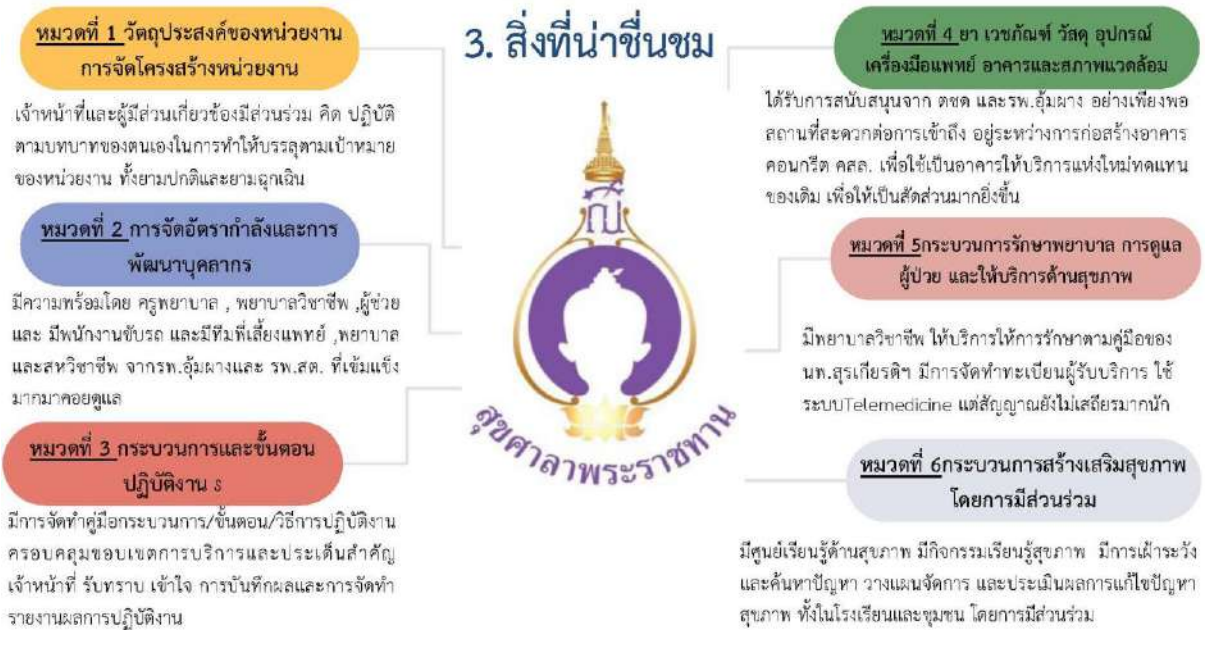 3. สิ่งที่น่าชื่นชม
หมวดที่ 1 วัตถุประสงค์ของหน่วยงาน
การจัดโครงสร้างหน่วยงาน
เจ้าหน้าที่และผู้มีส่วนเกี่ยวข้องมีส่วนร่วม คิด ปฏิบัติ
ตามบทบาทของตนเองในการทำให้บรรลุตามเป้าหมาย
ของหน่วยงาน ทั้งยามปกติและยามฉุกเฉิน
หมวดที่ 2 การจัดอัตรากำลังและการ
พัฒนาบุคลากร
มีความพร้อมโดย ครูพยาบาล , พยาบาลวิชาชีพ ,ผู้ช่วย
และ มีพนักงานขับรถ และมีทีมพี่เลี้ยงแพทย์ ,พยาบาล
และสหวิชาชีพ จากรพ.อุ้มผางและ รพ.สต. ที่เข้มแข็ง
มากมาคอยดูแล
หมวดที่ 3 กระบวนการและขั้นตอน
ปฏิบัติงาน s
มีการจัดทำคู่มือกระบวนการ/ขั้นตอน/วิธีการปฏิบัติงาน
ครอบคลุมขอบเขตการบริการและประเด็นสำคัญ
เจ้าหน้าที่ รับทราบ เข้าใจ การบันทึกผลและการจัดทำ
รายงานผลการปฏิบัติงาน
สุขศาลาพระราชทาน
หมวดที่ 4 ยา เวชภัณฑ์ วัสดุ อุปกรณ์
เครื่องมือแพทย์ อาคารและสภาพแวดล้อม
ได้รับการสนับสนุนจาก ตชด และรพ.อุ้มผาง อย่างเพียงพอ
สถานที่สะดวกต่อการเข้าถึง อยู่ระหว่างการก่อสร้างอาคาร
คอนกรีต คสล. เพื่อใช้เป็นอาคารให้บริการแห่งใหม่ทดแทน
ของเดิม เพื่อให้เป็นสัดส่วนมากยิ่งขึ้น
หมวดที่ 5กระบวนการรักษาพยาบาล การดูแล
ผู้ป่วย และให้บริการด้านสุขภาพ
มีพยาบาลวิชาชีพ ให้บริการให้การรักษาตามคู่มือของ
นพ.สุรเกียรติฯ มีการจัดทำทะเบียนผู้รับบริการ ใช้
ระบบTelemedicine แต่สัญญาณยังไม่เสถียรมากนัก
หมวดที่ 6กระบวนการสร้างเสริมสุขภาพ
โดยการมีส่วนร่วม
มีศูนย์เรียนรู้ด้านสุขภาพ มีกิจกรรมเรียนรู้สุขภาพ มีการเฝ้าระวัง
และค้นหาปัญหา วางแผนจัดการ และประเมินผลการแก้ไขปัญหา
สุขภาพ ทั้งในโรงเรียนและชุมชน โดยการมีส่วนร่วม